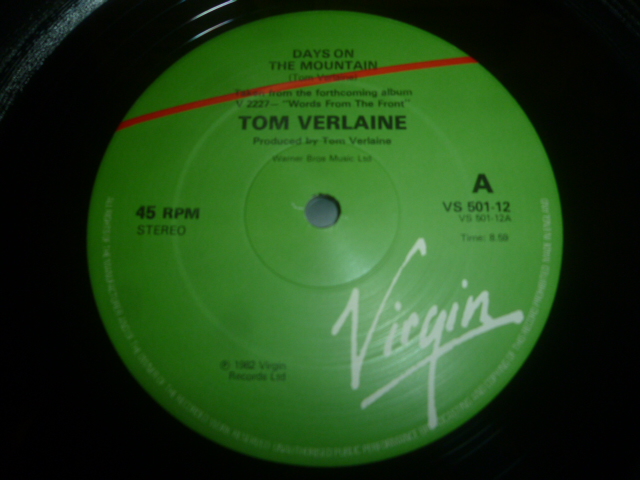 DAYS ON
THE MOUNTAIN
(Tom Verlaine)
Taken from the forthcoming album
V 2227 - "Words From The Front"
TOM VERLAINE
Produced by Tom Verlaine
Warner Bros Music Ltd
A
45 RPM
STEREO
VS 501-12
VS 501-12A
Time: 8.59
Virgin
℗ 1982 Virgin
Records Ltd